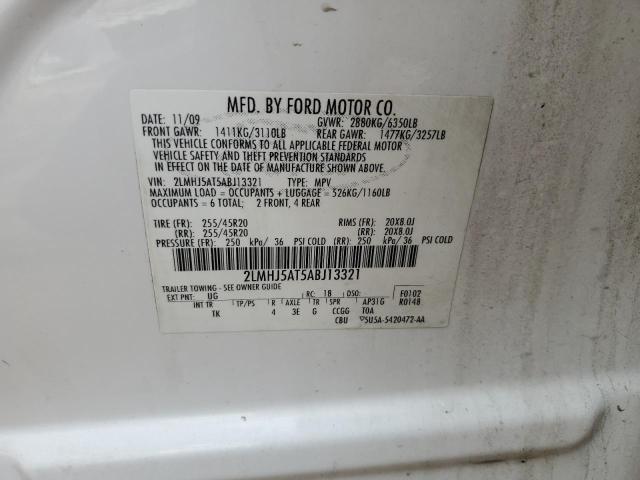 MFD. BY FORD MOTOR CO.
DATE: 11/09 GVWR: 2880KG/6350LB
FRONT GAWR: 1411KG/3110LB REAR GAWR: 1477KG/3257LB
THIS VEHICLE CONFORMS TO ALL APPLICABLE FEDERAL MOTOR
VEHICLE SAFETY AND THEFT PREVENTION STANDARDS
IN EFFECT ON THE DATE OF MANUFACTURE SHOWN ABOVE.
VIN: 2LMHJ5AT5ABJ13321 TYPE: MPV
MAXIMUM LOAD = OCCUPANTS + LUGGAGE = 526KG/1160LB
OCCUPANTS = 6 TOTAL; 2 FRONT, 4 REAR
TIRE (FR): 255/45R20 RIMS (FR): 20X8.0J
(RR): 255/45R20 (RR): 20X8.0J
PRESSURE (FR): 250 kPa/ 36 PSI COLD (RR): 250 kPa/ 36 PSI COLD
2LMHJ5AT5ABJ13321
TRAILER TOWING - SEE OWNER GUIDE
EXT PNT: UG RC: 18 DSO: F0102
INT TR TP/PS R AXLE TR SPR AP31G R0148
TK 4 3E G CCGG T0A
CBU 5U5A-5420472-AA